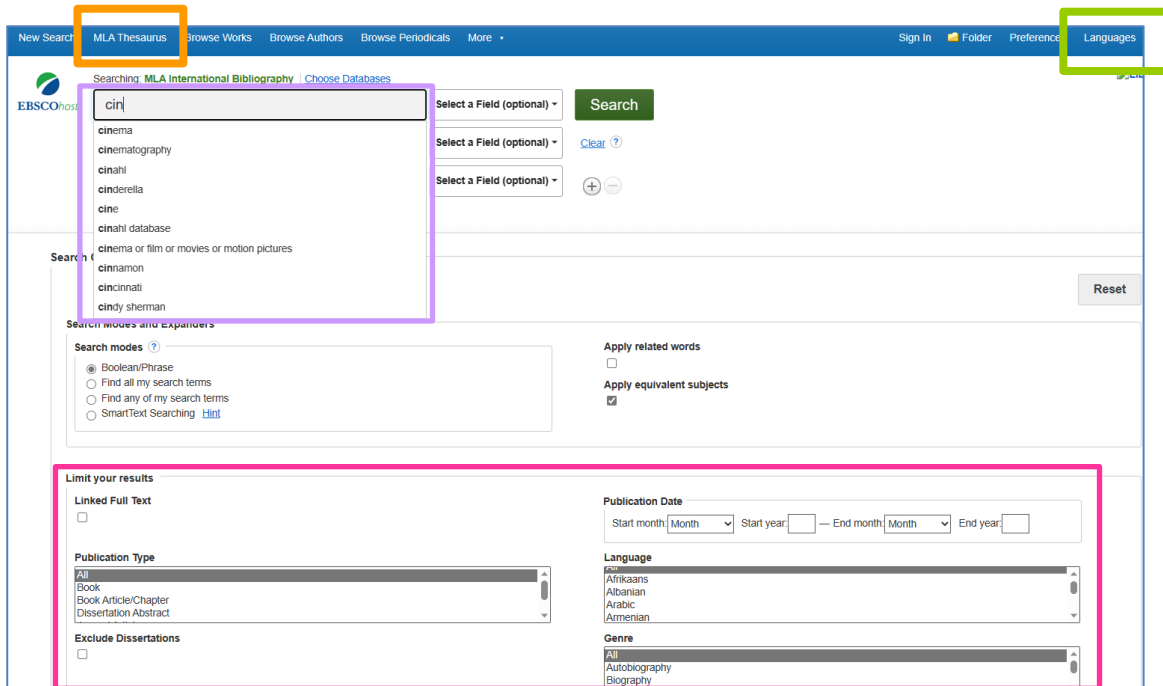 New Search MLA Thesaurus Browse Works Browse Authors Browse Periodicals More Sign In Folder Preferences Languages
Searching: MLA International Bibliography Choose Databases
EBSCOhost
cin Select a Field (optional) Search
cinema
cinematography Select a Field (optional) Clear ?
cinahl
cinderella Select a Field (optional) + −
cine
cinahl database
cinema or film or movies or motion pictures
cinnamon
cincinnati
cindy sherman
Search
Reset
Search Modes and Expanders
Search modes ? Apply related words
Boolean/Phrase
Find all my search terms Apply equivalent subjects
Find any of my search terms
SmartText Searching Hint
Limit your results
Linked Full Text Publication Date
Start month: Month Start year: — End month: Month End year:
Publication Type Language
All All
Book Afrikaans
Book Article/Chapter Albanian
Dissertation Abstract Arabic
Armenian
Exclude Dissertations Genre
All
Autobiography
Biography